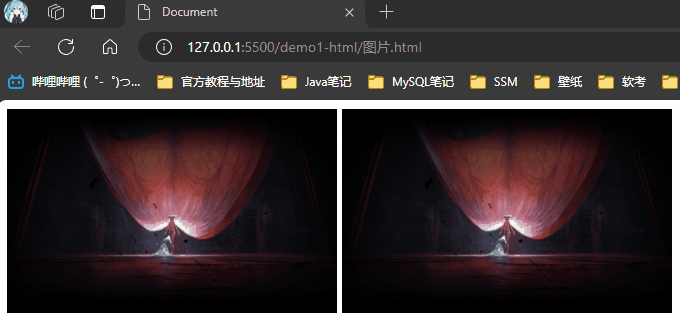 Document
127.0.0.1:5500/demo1-html/图片.html
哔哩哔哩 (゜-゜)つ... 官方教程与地址 Java笔记 MySQL笔记 SSM 壁纸 软考